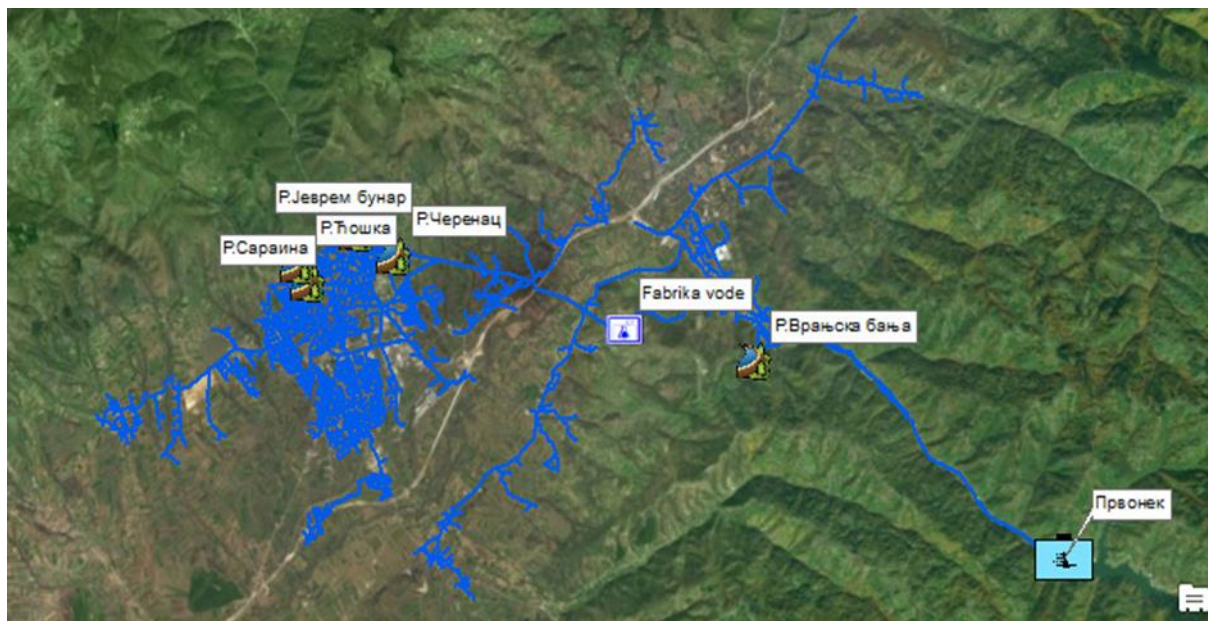 Р.Јеврем бунар
Р.Ћошка
Р.Черенац
Р.Сараина
Fabrika vode
Р.Врањска бања
Првонек